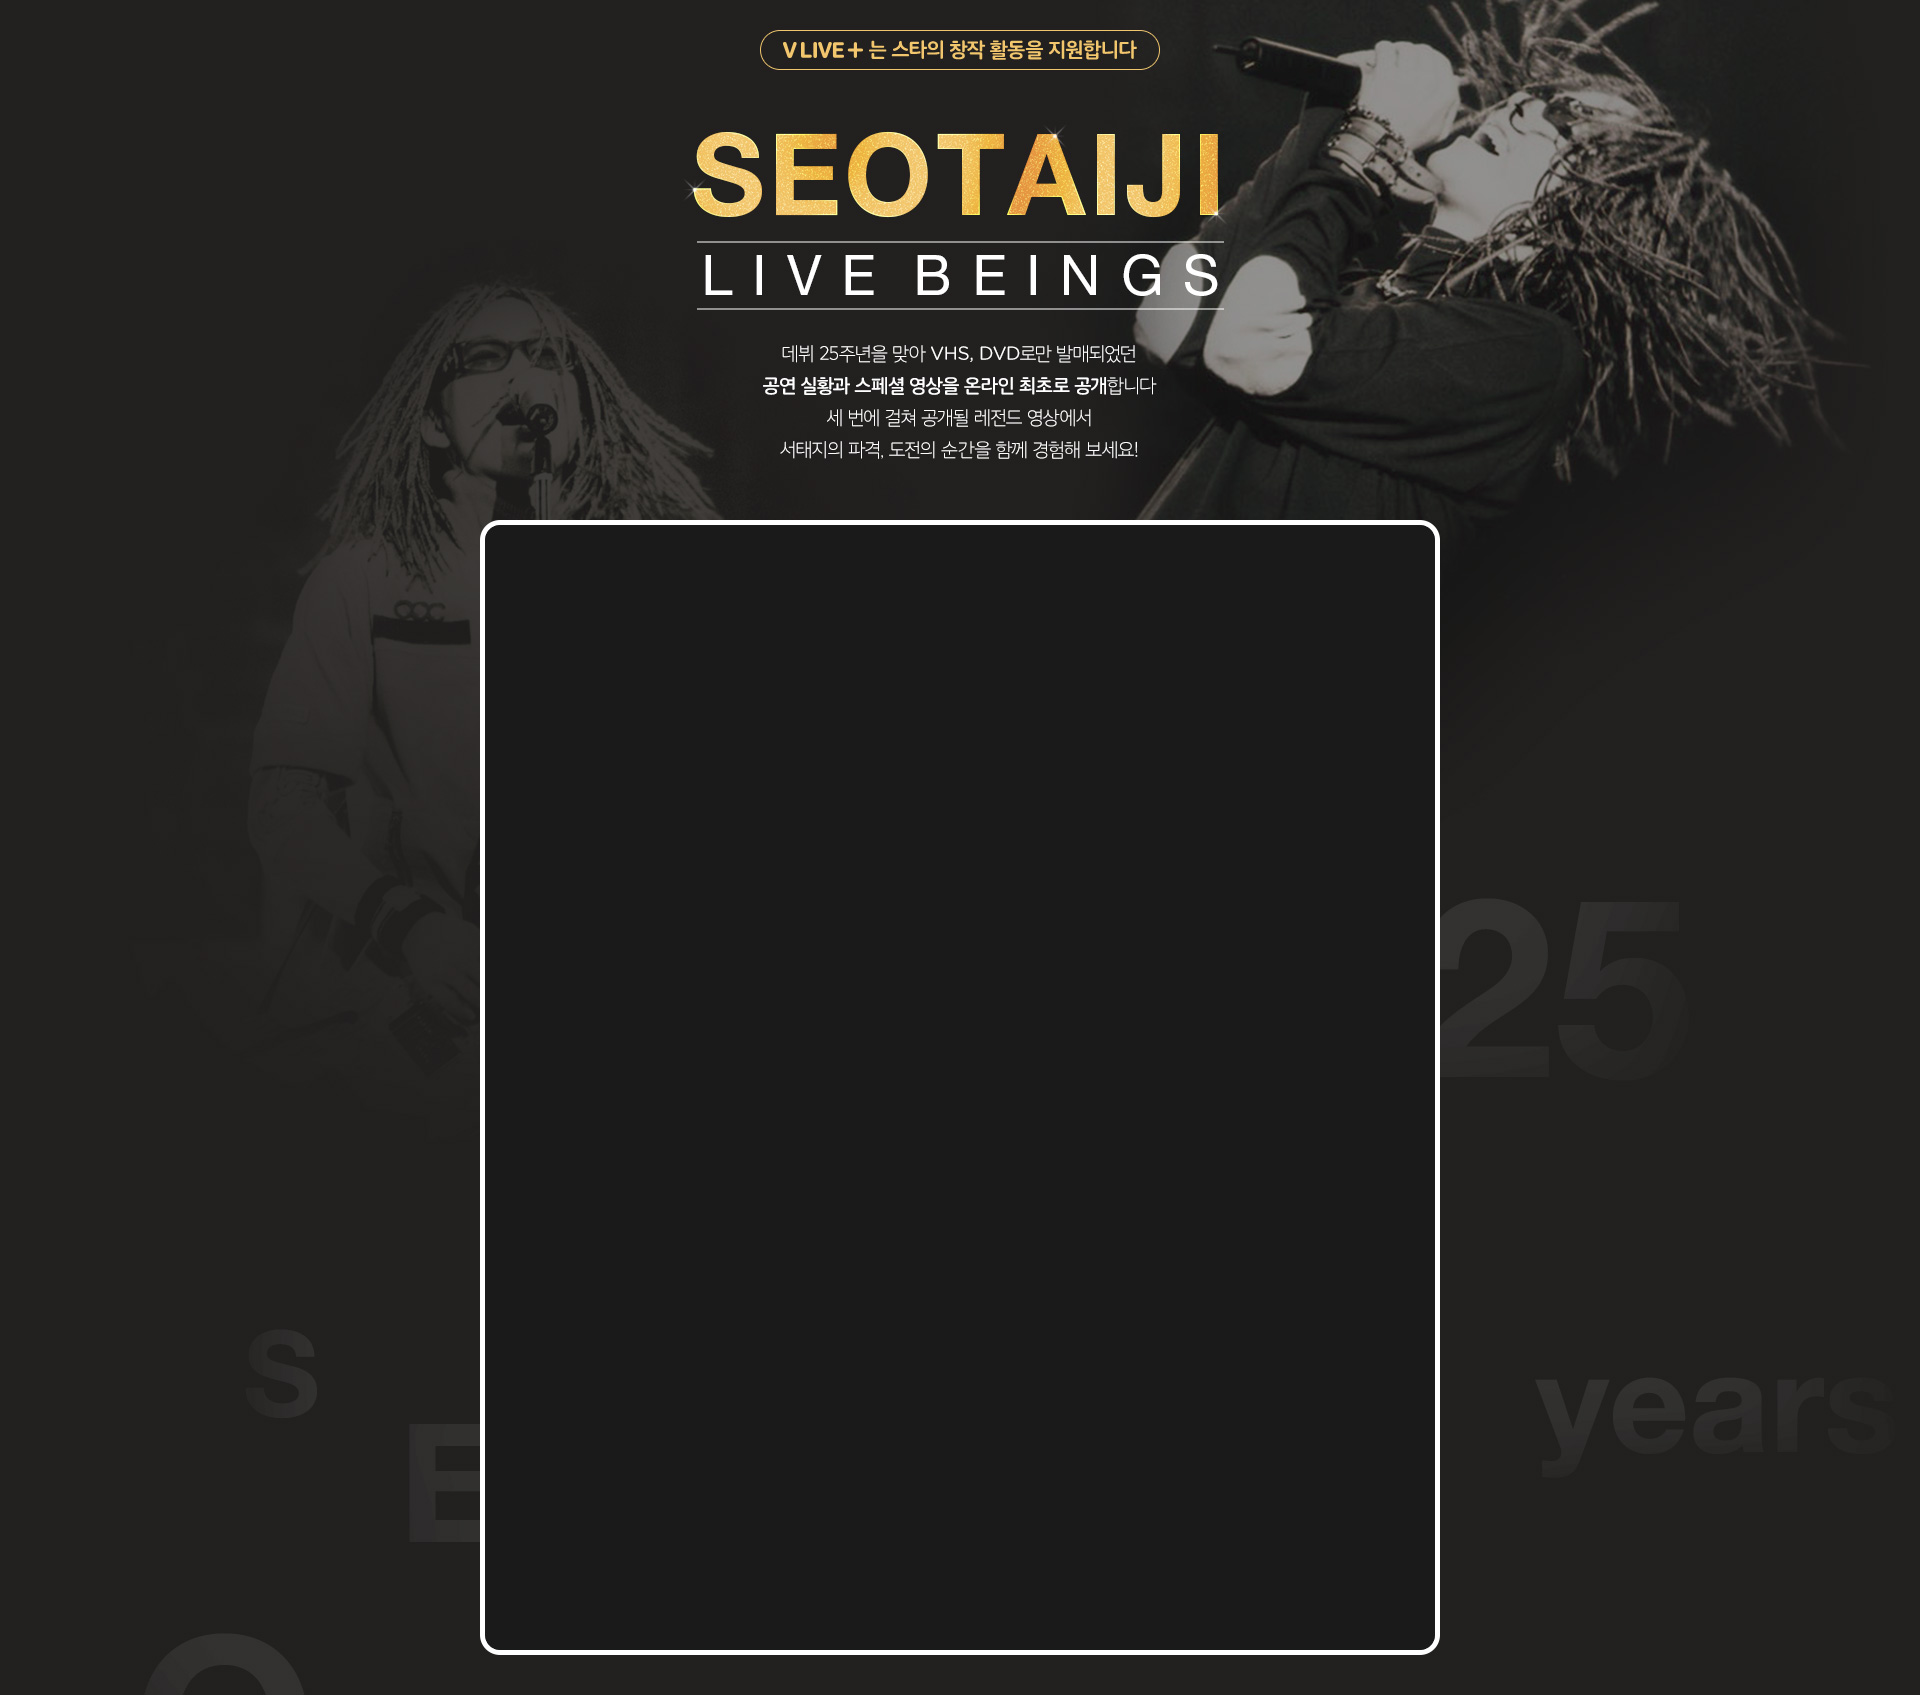 V LIVE+ 는 스타의 창작 활동을 지원합니다
SEOTAIJI
LIVE BEINGS
데뷔 25주년을 맞아 VHS, DVD로만 발매되었던
공연 실황과 스페셜 영상을 온라인 최초로 공개합니다
세 번에 걸쳐 공개될 레전드 영상에서
서태지의 파격, 도전의 순간을 함께 경험해 보세요!
25
S
E
years
O